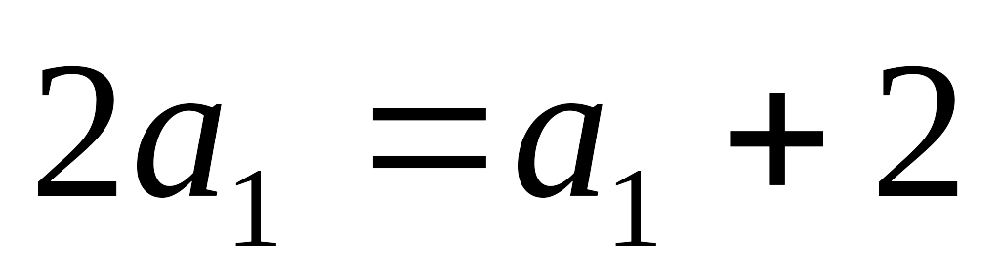 2a₁ = a₁ + 2